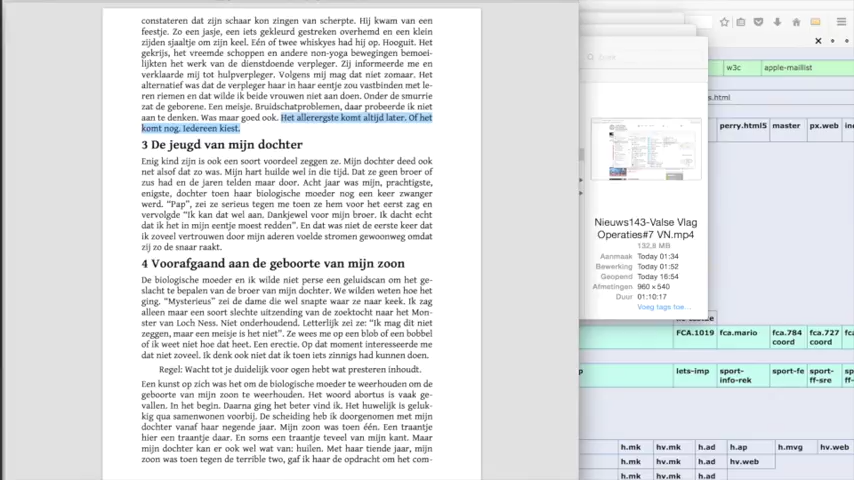 constateren dat zijn schaar kon zingen van scherpte. Hij kwam van een
feestje. Zo een jasje, een iets gekleurd gestreken overhemd en een klein
zijden sjaaltje om zijn keel. Eén of twee whiskyes had hij op. Hooguit. Het
gekrijs, het vreemde schoppen en andere non-yoga bewegingen bemoei-
lijkten het werk van de dienstdoende verpleger. Zij informeerde me en
verklaarde mij tot hulpverpleger. Volgens mij mag dat niet zomaar. Het
alternatief was dat de verpleger haar in haar eentje zou vastbinden met le-
ren riemen en dat wilde ik beide vrouwen niet aan doen. Onder de smurrie
zat de geborene. Een meisje. Bruidschatproblemen, daar probeerde ik niet
aan te denken. Was maar goed ook. Het allerergste komt altijd later. Of het
komt nog. Iedereen kiest.
3 De jeugd van mijn dochter
Enig kind zijn is ook een soort voordeel zeggen ze. Mijn dochter deed ook
net alsof dat zo was. Mijn hart huilde wel in die tijd. Dat ze geen broer of
zus had en de jaren telden maar door. Acht jaar was mijn, prachtigste,
enigste, dochter toen haar biologische moeder nog een keer zwanger
werd. “Pap”, zei ze serieus tegen me toen ze hem voor het eerst zag en
vervolgde “Ik kan dat wel aan. Dankjewel voor mijn broer. Ik dacht echt
dat ik het in mijn eentje moest redden”. En dat was niet de eerste keer dat
ik zoveel vertrouwen door mijn aderen voelde stromen gewoonweg omdat
zij zo de snaar raakt.
4 Voorafgaand aan de geboorte van mijn zoon
De biologische moeder en ik wilde niet perse een geluidscan om het ge-
slacht te bepalen van de broer van mijn dochter. We wilden weten hoe het
ging. “Mysterieus” zei de dame die wel snapte waar ze naar keek. Ik zag
alleen maar een soort slechte uitzending van de zoektocht naar het Mon-
ster van Loch Ness. Niet onderhoudend. Letterlijk zei ze: “Ik mag dit niet
zeggen, maar een meisje is het niet”. Ze wees me op een blob of een bobbel
of ik weet niet hoe dat heet. Een erectie. Op dat moment interesseerde me
dat niet zoveel. Ik denk ook niet dat ik toen iets zinnigs had kunnen doen.
Regel: Wacht tot je duidelijk voor ogen hebt wat presteren inhoudt.
Een kunst op zich was het om de biologische moeder te weerhouden om de
geboorte van mijn zoon te weerhouden. Het woord abortus is vaak ge-
vallen. In het begin. Daarna ging het beter vind ik. Het huwelijk is geluk-
kig qua samenwonen voorbij. De scheiding heb ik doorgenomen met mijn
dochter vanaf haar negende jaar. Mijn zoon was toen één. Een traantje
hier een traantje daar. En soms een traantje teveel van mijn kant. Maar
mijn dochter kan er ook wel wat van: huilen. Met haar tiende jaar, mijn
zoon was toen tegen de terrible two, gaf ik haar de opdracht om het com-
Zoek
Nieuws143-Valse Vlag
Operaties#7 VN.mp4
132,8 MB
Aanmaak Today 01:34
Bewerking Today 01:52
Geopend Today 16:54
Afmetingen 960 x 540
Duur 01:10:17
Voeg tags toe...
w3c apple-maillist
s.html
perry.html5 master px.web
FCA.1019 fca.mario fca.784 coord fca.727 coord
lets-imp sport-info-rek sport-fe sport-ff-sre
h.mk hv.mk h.ad h.ap h.mvg hv.web
h.mk hv.mk h.ad hv.web
h.mk hv.mk h.ad